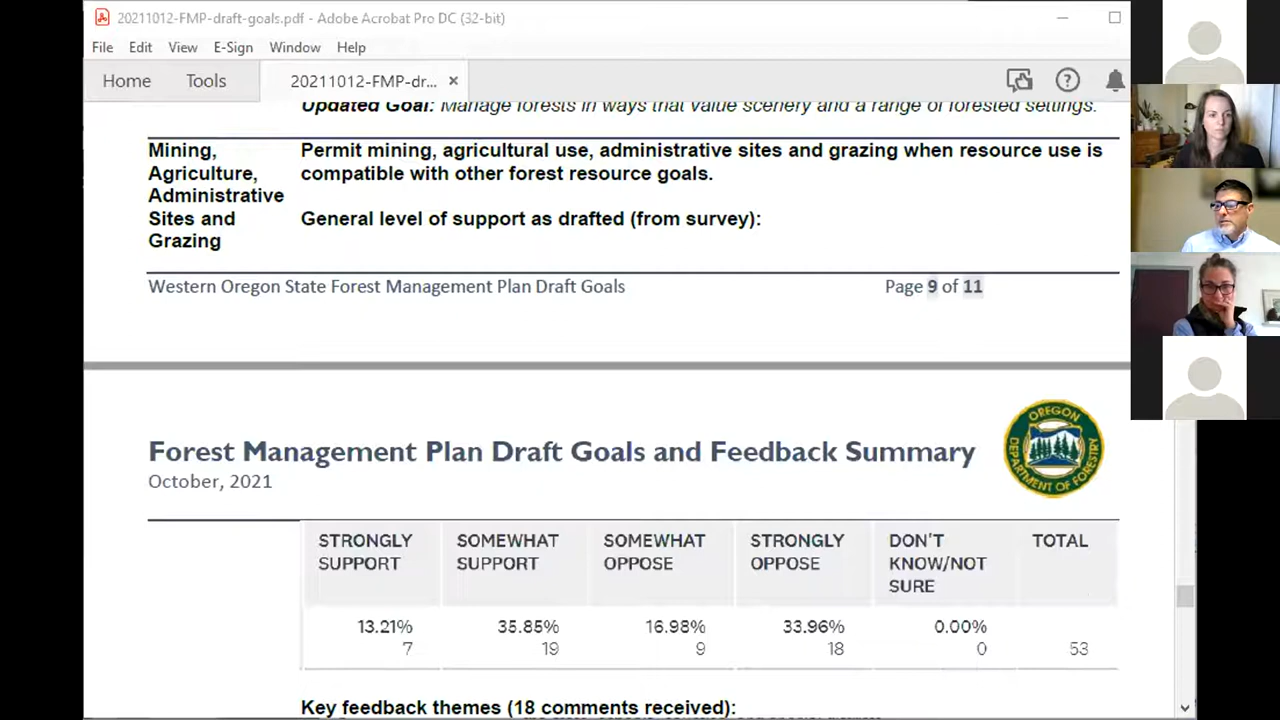 20211012-FMP-draft-goals.pdf - Adobe Acrobat Pro DC (32-bit)
File Edit View E-Sign Window Help
Home Tools 20211012-FMP-dr... ×
Updated Goal: Manage forests in ways that value scenery and a range of forested settings.
Mining, Agriculture, Administrative Sites and Grazing
Permit mining, agricultural use, administrative sites and grazing when resource use is
compatible with other forest resource goals.
General level of support as drafted (from survey):
Western Oregon State Forest Management Plan Draft Goals Page 9 of 11
Forest Management Plan Draft Goals and Feedback Summary
October, 2021
OREGON
DEPARTMENT OF FORESTRY
STRONGLY SUPPORT SOMEWHAT SUPPORT SOMEWHAT OPPOSE STRONGLY OPPOSE DON'T KNOW/NOT SURE TOTAL
13.21% 35.85% 16.98% 33.96% 0.00%
7 19 9 18 0 53
Key feedback themes (18 comments received):